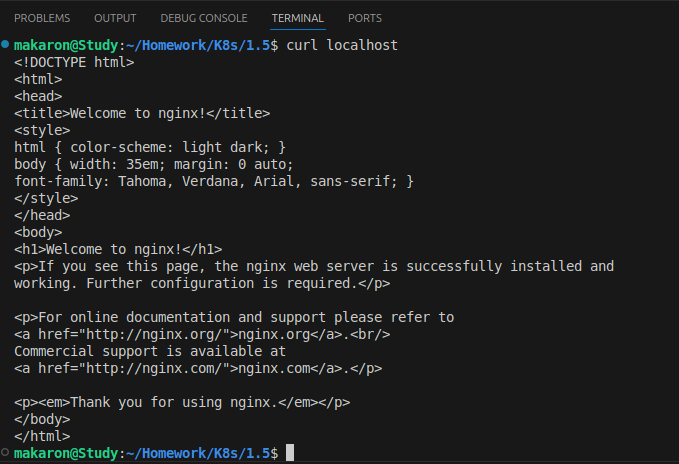 PROBLEMS OUTPUT DEBUG CONSOLE TERMINAL PORTS
makaron@Study:~/Homework/K8s/1.5$ curl localhost
<!DOCTYPE html>
<html>
<head>
<title>Welcome to nginx!</title>
<style>
html { color-scheme: light dark; }
body { width: 35em; margin: 0 auto;
font-family: Tahoma, Verdana, Arial, sans-serif; }
</style>
</head>
<body>
<h1>Welcome to nginx!</h1>
<p>If you see this page, the nginx web server is successfully installed and
working. Further configuration is required.</p>

<p>For online documentation and support please refer to
<a href="http://nginx.org/">nginx.org</a>.<br/>
Commercial support is available at
<a href="http://nginx.com/">nginx.com</a>.</p>

<p><em>Thank you for using nginx.</em></p>
</body>
</html>
makaron@Study:~/Homework/K8s/1.5$